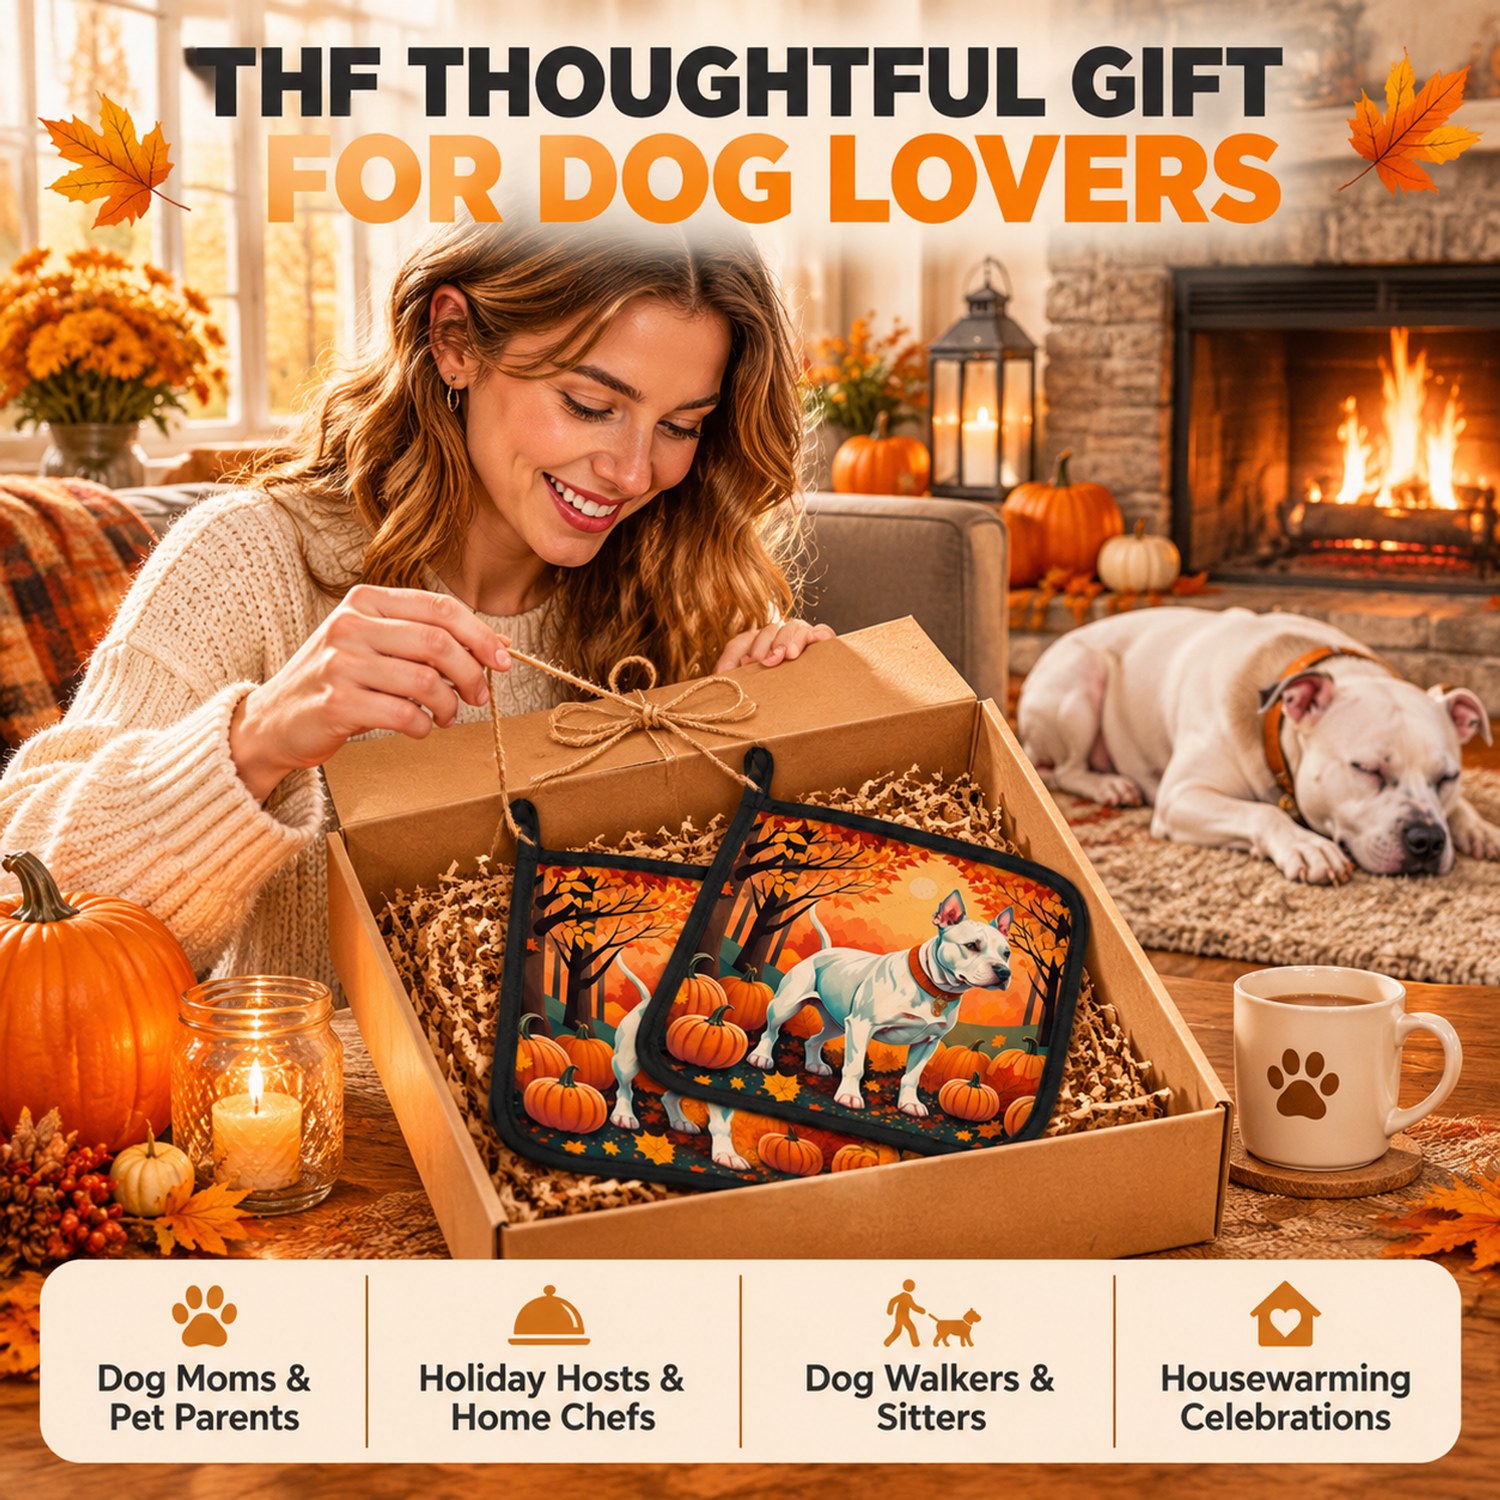 THF THOUGHTFUL GIFT
FOR DOG LOVERS
Dog Moms &
Pet Parents
Holiday Hosts &
Home Chefs
Dog Walkers &
Sitters
Housewarming
Celebrations